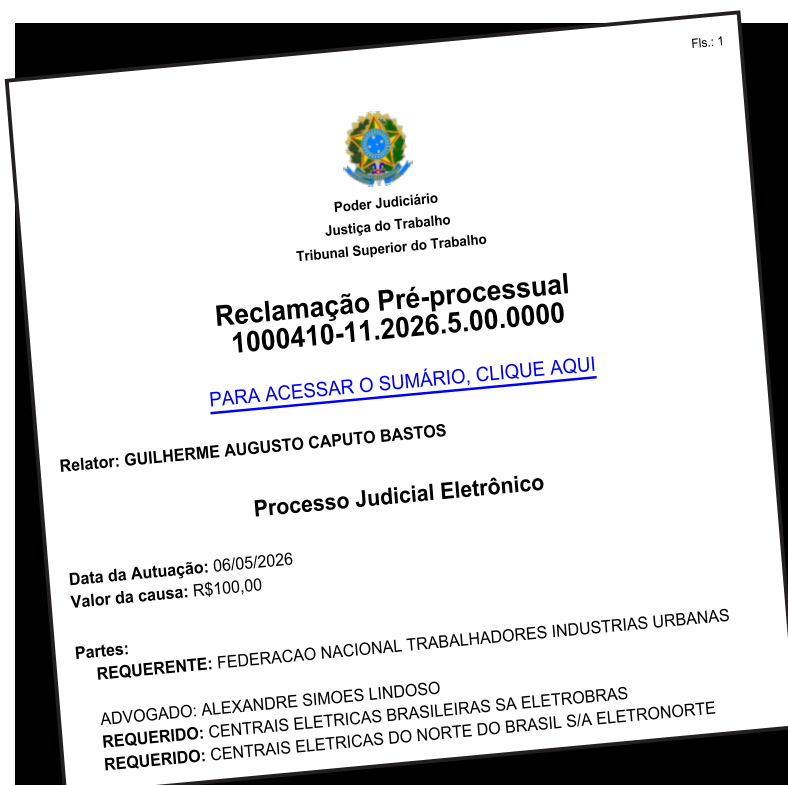 Fls.: 1
Poder Judiciário
Justiça do Trabalho
Tribunal Superior do Trabalho
Reclamação Pré-processual
1000410-11.2026.5.00.0000
PARA ACESSAR O SUMÁRIO, CLIQUE AQUI
Relator: GUILHERME AUGUSTO CAPUTO BASTOS
Processo Judicial Eletrônico
Data da Autuação: 06/05/2026
Valor da causa: R$100,00
Partes:
REQUERENTE: FEDERACAO NACIONAL TRABALHADORES INDUSTRIAS URBANAS
ADVOGADO: ALEXANDRE SIMOES LINDOSO
REQUERIDO: CENTRAIS ELETRICAS BRASILEIRAS SA ELETROBRAS
REQUERIDO: CENTRAIS ELETRICAS DO NORTE DO BRASIL S/A ELETRONORTE